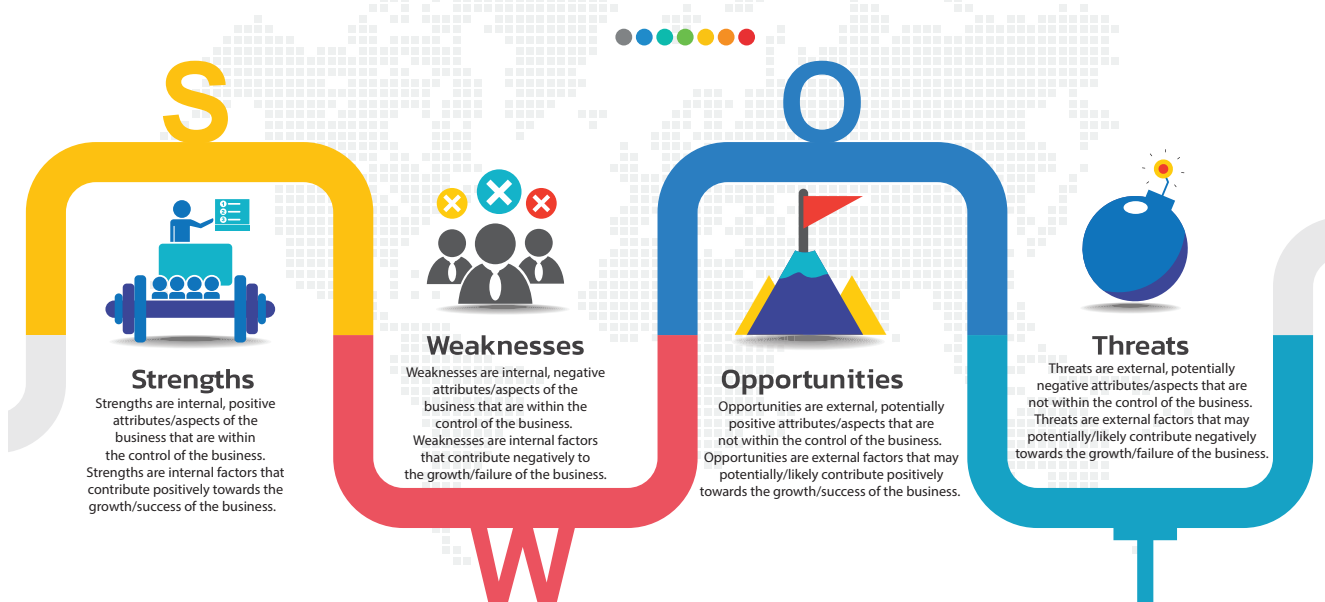 S
Strengths
Strengths are internal, positive
attributes/aspects of the
business that are within
the control of the business.
Strengths are internal factors that
contribute positively towards the
growth/success of the business.
Weaknesses
Weaknesses are internal, negative
attributes/aspects of the
business that are within the
control of the business.
Weaknesses are internal factors
that contribute negatively to
the growth/failure of the business.
W
O
Opportunities
Opportunities are external, potentially
positive attributes/aspects that are
not within the control of the business.
Opportunities are external factors that may
potentially/likely contribute positively
towards the growth/success of the business.
Threats
Threats are external, potentially
negative attributes/aspects that are
not within the control of the business.
Threats are external factors that may
potentially/likely contribute negatively
towards the growth/failure of the business.
T
1
2
3